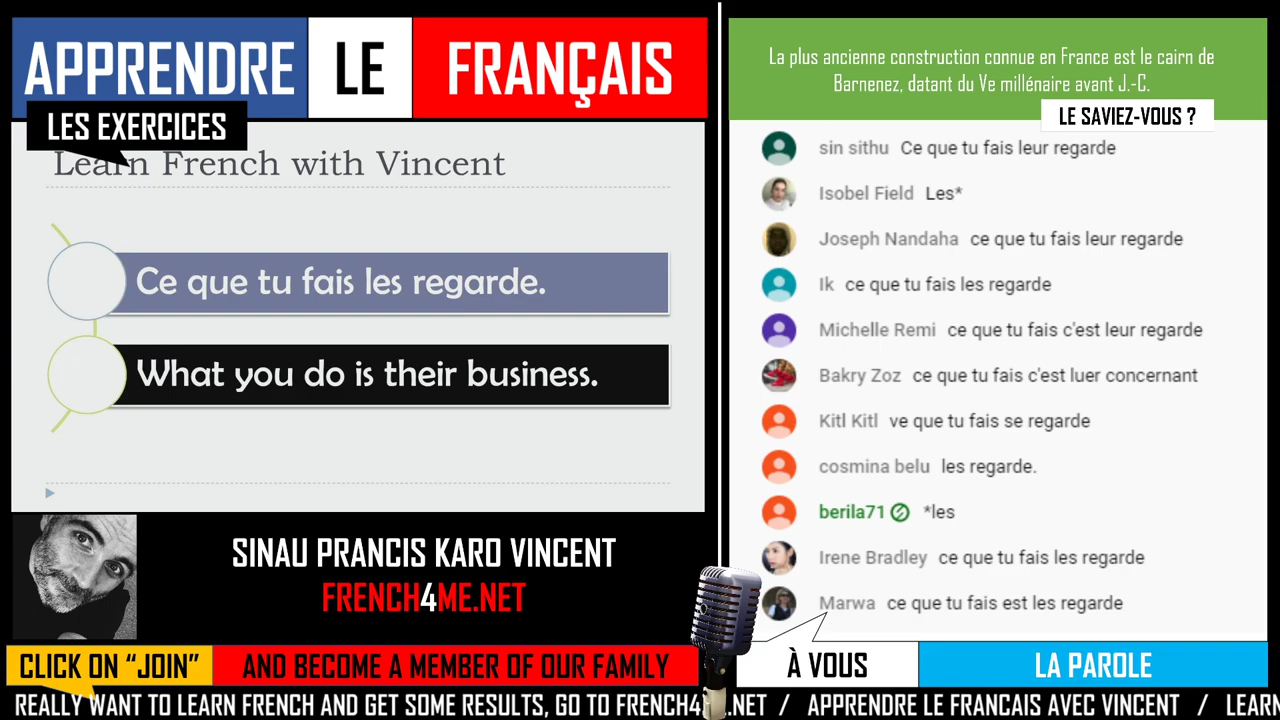 APPRENDRE LE FRANÇAIS
LES EXERCICES
Learn French with Vincent
Ce que tu fais les regarde.
What you do is their business.
SINAU PRANCIS KARO VINCENT
FRENCH4ME.NET
CLICK ON “JOIN” AND BECOME A MEMBER OF OUR FAMILY
La plus ancienne construction connue en France est le cairn de
Barnenez, datant du Ve millénaire avant J.-C.
LE SAVIEZ-VOUS ?
sin sithu Ce que tu fais leur regarde
Isobel Field Les*
Joseph Nandaha ce que tu fais leur regarde
Ik ce que tu fais les regarde
Michelle Remi ce que tu fais c'est leur regarde
Bakry Zoz ce que tu fais c'est luer concernant
Kitl Kitl ve que tu fais se regarde
cosmina belu les regarde.
berila71 *les
Irene Bradley ce que tu fais les regarde
Marwa ce que tu fais est les regarde
À VOUS LA PAROLE
REALLY WANT TO LEARN FRENCH AND GET SOME RESULTS, GO TO FRENCH4 .NET / APPRENDRE LE FRANCAIS AVEC VINCENT / LEARN